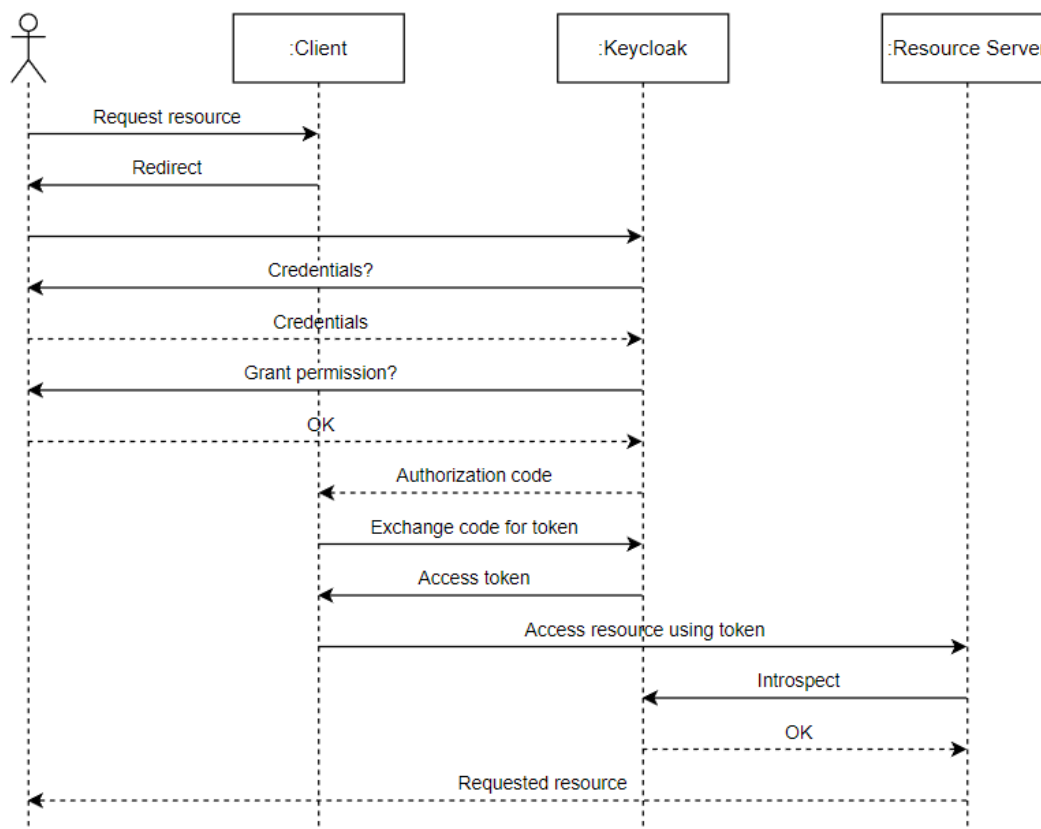 :Client
:Keycloak
:Resource Server
Request resource
Redirect
Credentials?
Credentials
Grant permission?
OK
Authorization code
Exchange code for token
Access token
Access resource using token
Introspect
OK
Requested resource